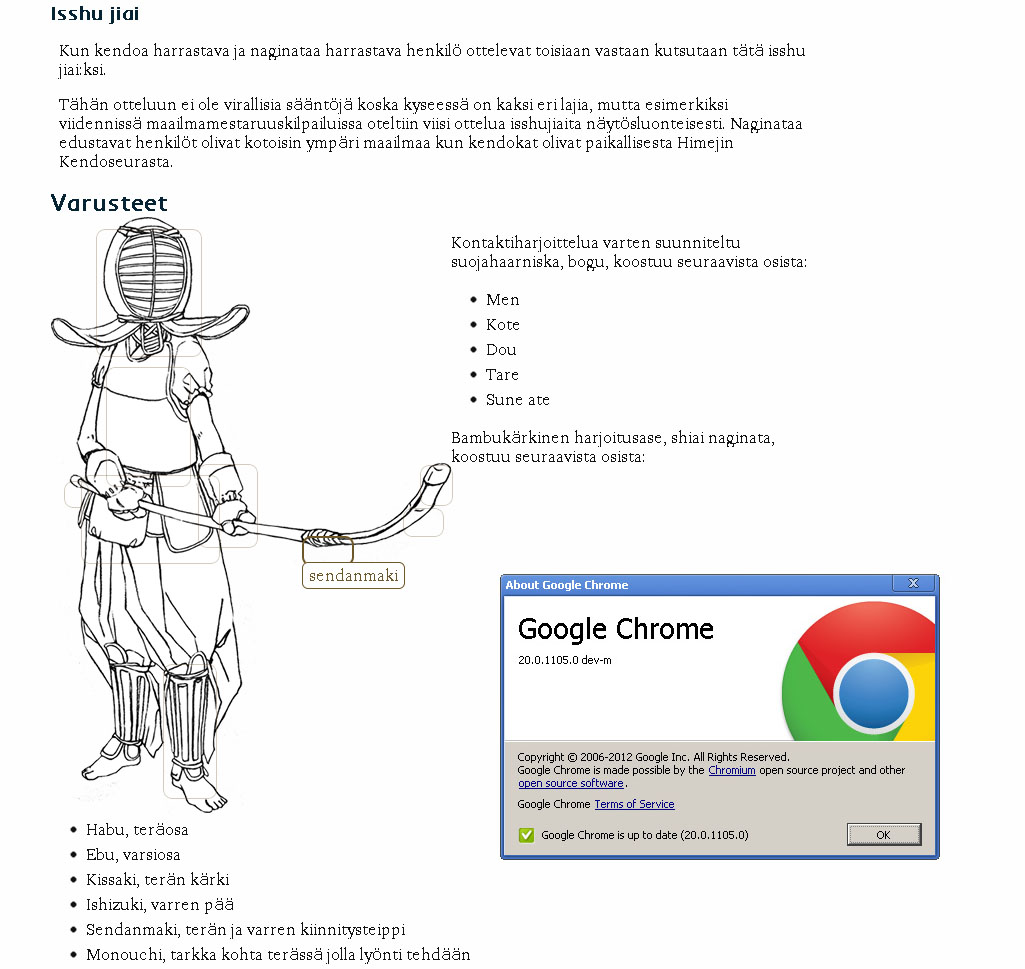 Isshu jiai
Kun kendoa harrastava ja naginataa harrastava henkilö ottelevat toisiaan vastaan kutsutaan tätä isshu
jiai:ksi.
Tähän otteluun ei ole virallisia sääntöjä koska kyseessä on kaksi eri lajia, mutta esimerkiksi
viidennissä maailmamestaruuskilpailuissa oteltiin viisi ottelua isshujiaita näytösluonteisesti. Naginataa
edustavat henkilöt olivat kotoisin ympäri maailmaa kun kendokat olivat paikallisesta Himejin
Kendoseurasta.
Varusteet
Kontaktiharjoittelua varten suunniteltu
suojahaarniska, bogu, koostuu seuraavista osista:
Men
Kote
Dou
Tare
Sune ate
Bambukärkinen harjoitusase, shiai naginata,
koostuu seuraavista osista:
sendanmaki
About Google Chrome
Google Chrome
20.0.1105.0 dev-m
Copyright © 2006-2012 Google Inc. All Rights Reserved.
Google Chrome is made possible by the Chromium open source project and other
open source software.
Google Chrome Terms of Service
Google Chrome is up to date (20.0.1105.0)
OK
Habu, teräosa
Ebu, varsiosa
Kissaki, terän kärki
Ishizuki, varren pää
Sendanmaki, terän ja varren kiinnitysteippi
Monouchi, tarkka kohta terässä jolla lyönti tehdään